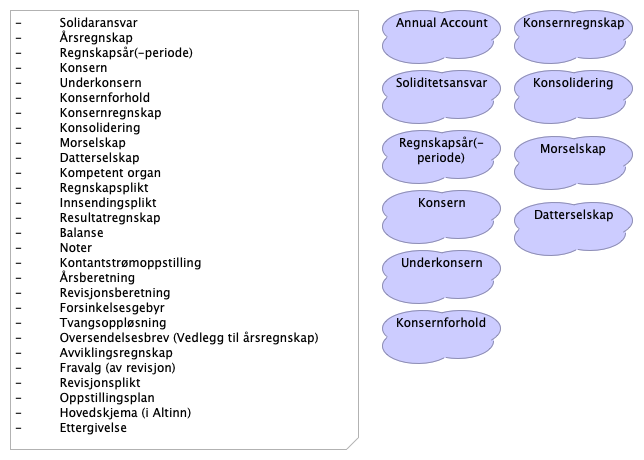 – Solidaransvar
– Årsregnskap
– Regnskapsår(-periode)
– Konsern
– Underkonsern
– Konsernforhold
– Konsernregnskap
– Konsolidering
– Morselskap
– Datterselskap
– Kompetent organ
– Regnskapsplikt
– Innsendingsplikt
– Resultatregnskap
– Balanse
– Noter
– Kontantstrømoppstilling
– Årsberetning
– Revisjonsberetning
– Forsinkelsesgebyr
– Tvangsoppløsning
– Oversendelsesbrev (Vedlegg til årsregnskap)
– Avviklingsregnskap
– Fravalg (av revisjon)
– Revisjonsplikt
– Oppstillingsplan
– Hovedskjema (i Altinn)
– Ettergivelse
Annual Account
Soliditetsansvar
Regnskapsår(-
periode)
Konsern
Underkonsern
Konsernforhold
Konsernregnskap
Konsolidering
Morselskap
Datterselskap